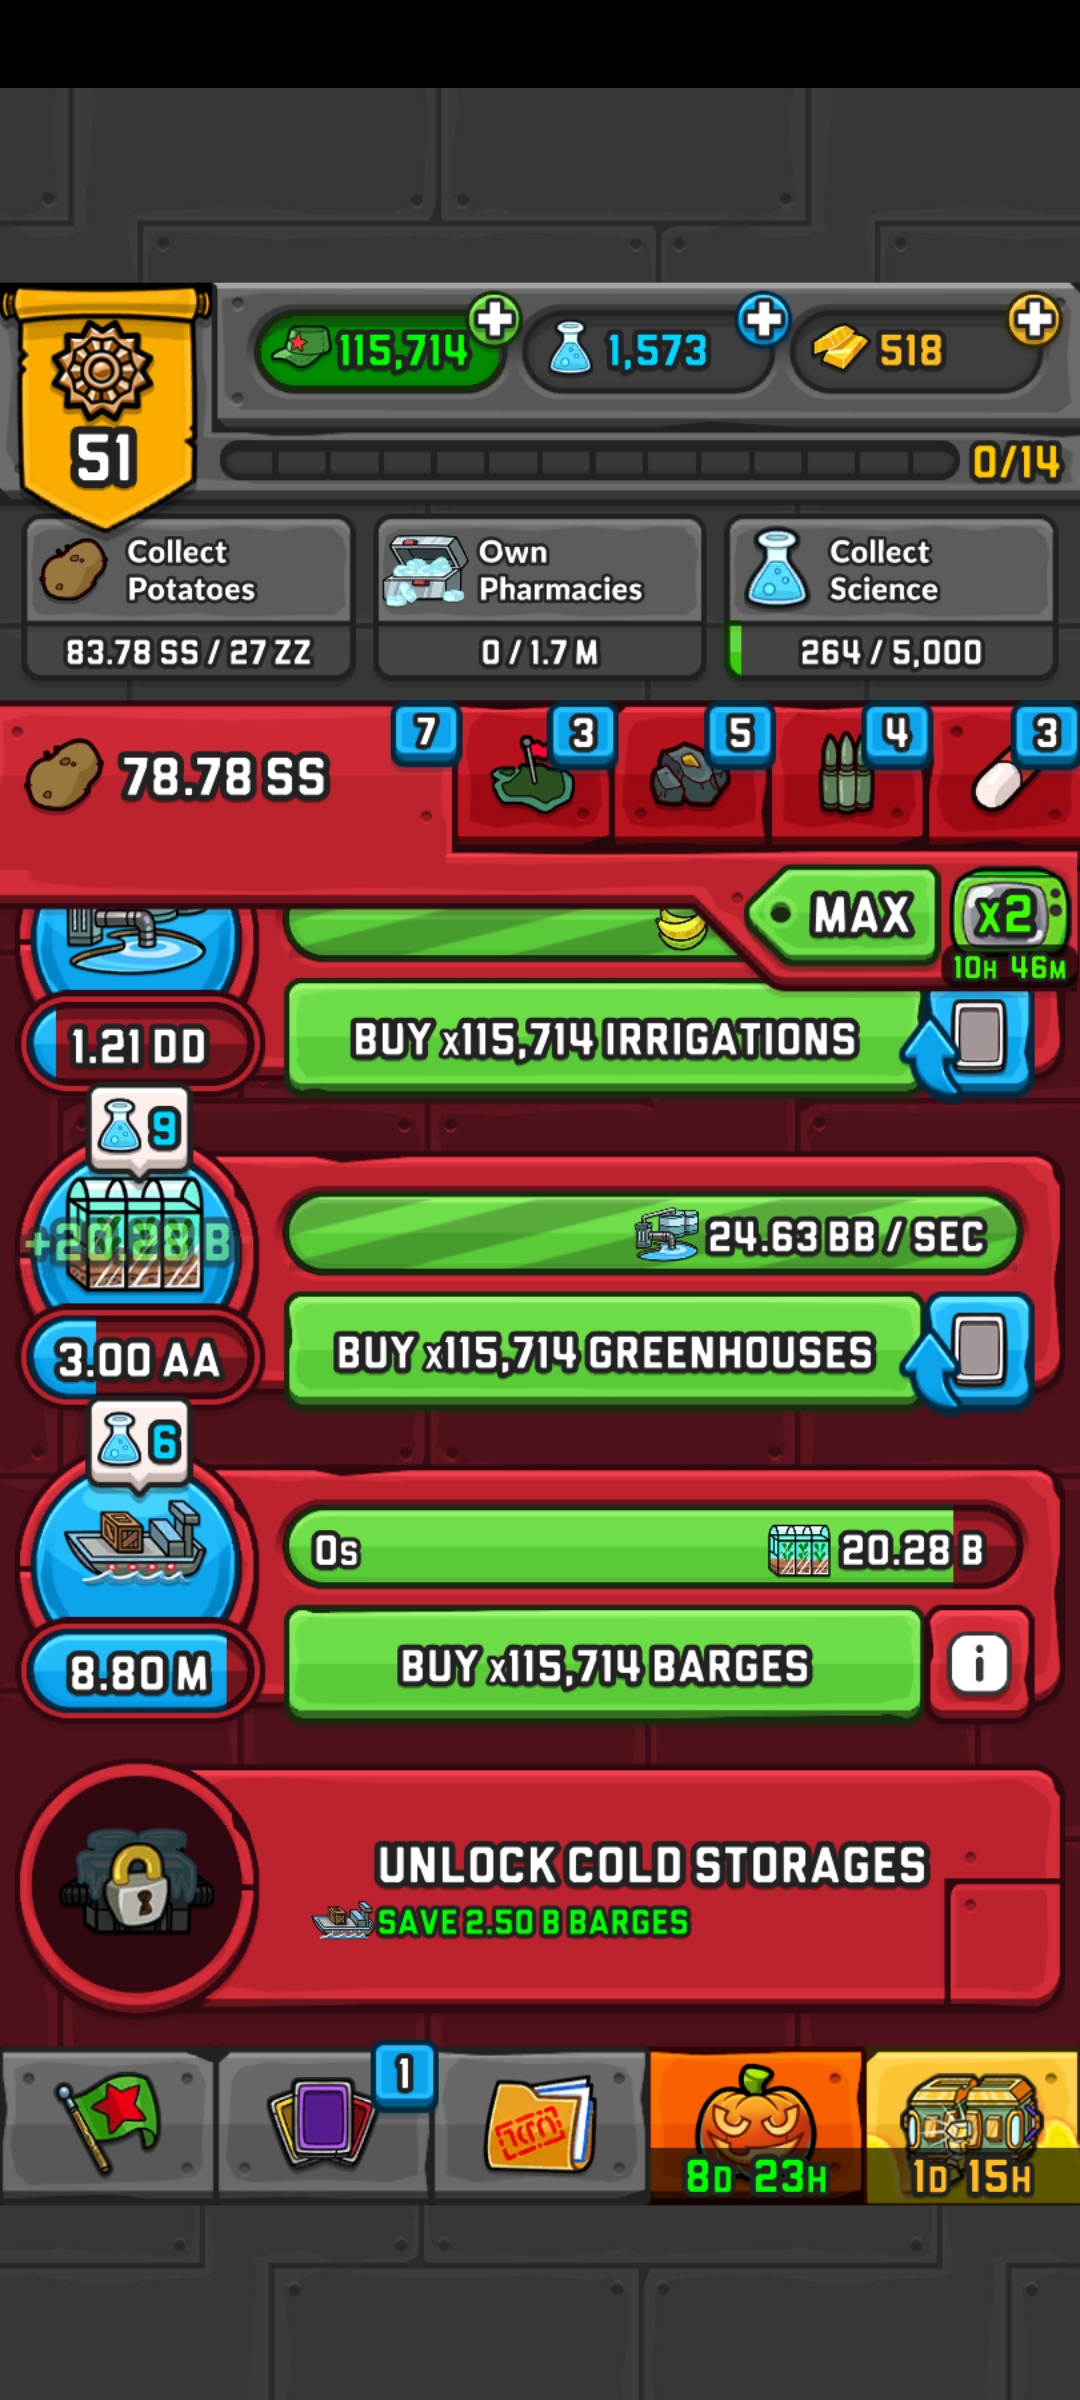 115,714
1,573
518
51
0/14
Collect
Potatoes
83.78 SS / 27 ZZ
Own
Pharmacies
0 / 1.7 M
Collect
Science
264 / 5,000
78.78 SS
7
3
5
4
3
MAX
x2
10H 46M
1.21 DD
BUY x115,714 IRRIGATIONS
9
+20.28 B
24.63 BB / SEC
3.00 AA
BUY x115,714 GREENHOUSES
6
0s
20.28 B
8.80 M
BUY x115,714 BARGES
i
UNLOCK COLD STORAGES
SAVE 2.50 B BARGES
1
8D 23H
1D 15H